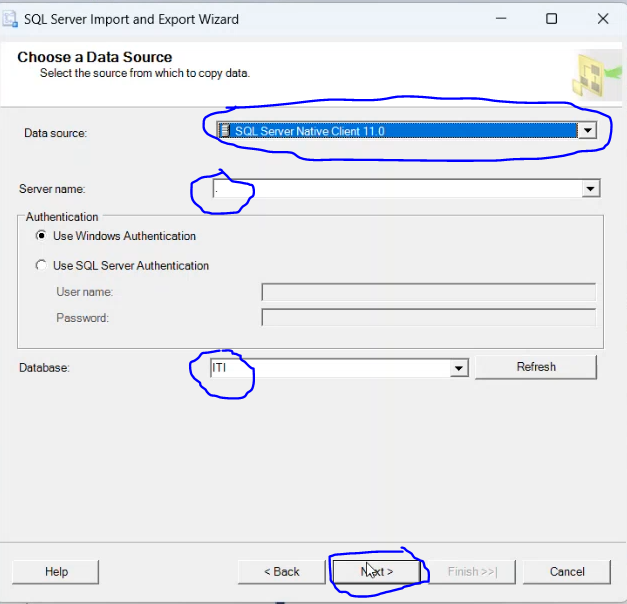 SQL Server Import and Export Wizard
Choose a Data Source
Select the source from which to copy data.
Data source:
SQL Server Native Client 11.0
Server name:
.
Authentication
Use Windows Authentication
Use SQL Server Authentication
User name:
Password:
Database:
ITI
Refresh
Help
< Back
Next >
Finish >>|
Cancel